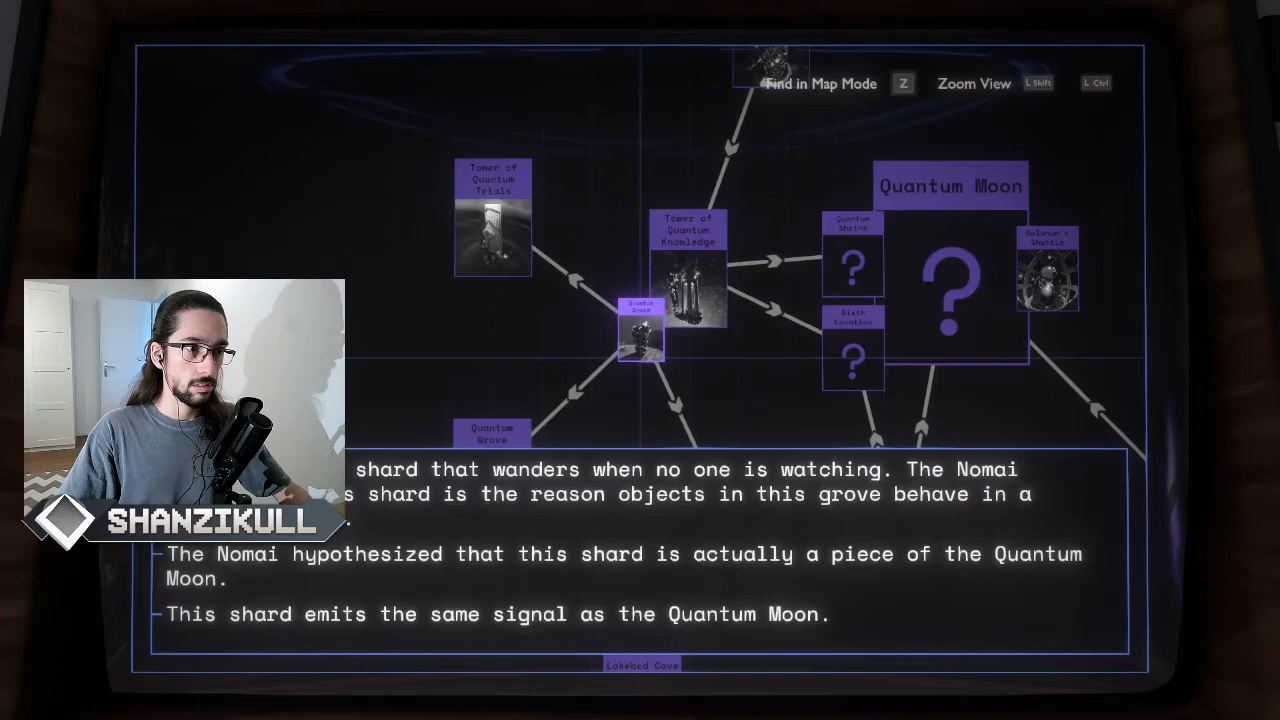 Find in Map Mode Z Zoom View L Shift L Ctrl
Tower of
Quantum
Trials
Quantum Moon
Tower of
Quantum
Knowledge
Quantum
Shrine
?
Solanum's
Shuttle
?
Quantum
Shard
Sixth
Location
?
Quantum
Grove
shard that wanders when no one is watching. The Nomai
s shard is the reason objects in this grove behave in a
.
SHANZIKULL
The Nomai hypothesized that this shard is actually a piece of the Quantum
Moon.
This shard emits the same signal as the Quantum Moon.
Lakebed Cave